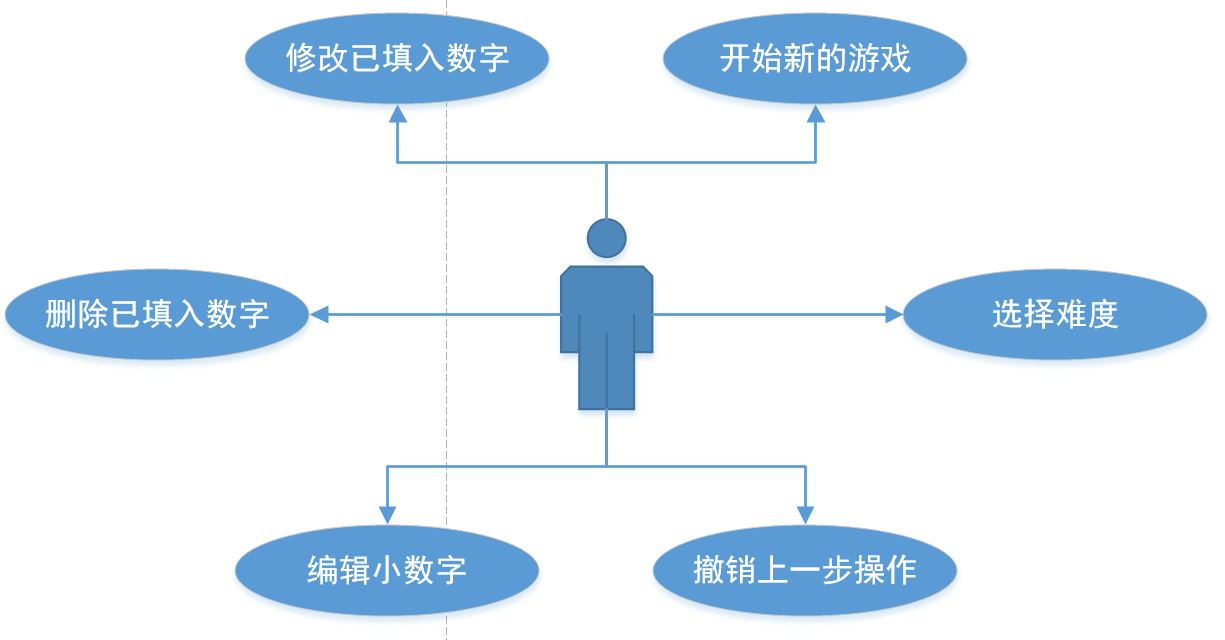 修改已填入数字
开始新的游戏
删除已填入数字
选择难度
编辑小数字
撤销上一步操作